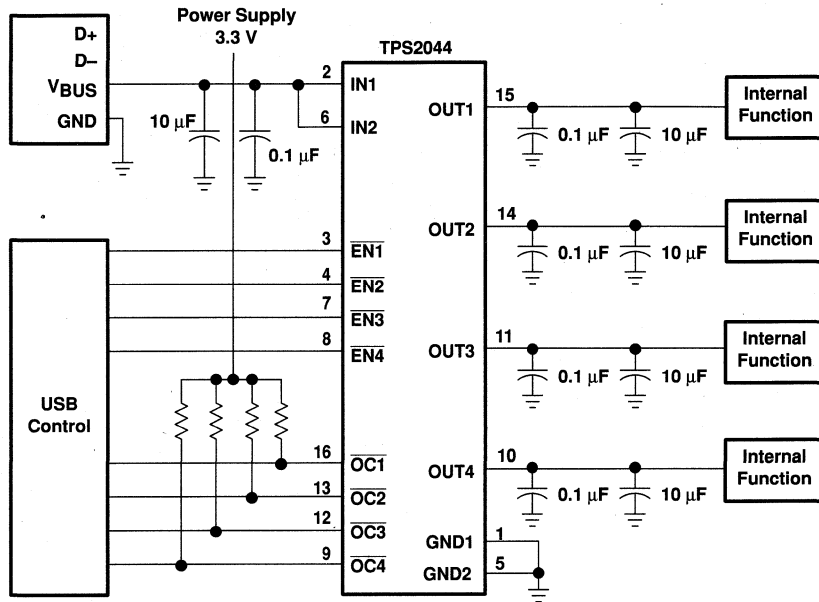 Power Supply
3.3 V
TPS2044
D+
D−
VBUS
GND
10 µF
0.1 µF
2
IN1
6
IN2
3
EN1
4
EN2
7
EN3
8
EN4
USB
Control
16
OC1
13
OC2
12
OC3
9
OC4
OUT1
15
0.1 µF
10 µF
Internal
Function
OUT2
14
0.1 µF
10 µF
Internal
Function
OUT3
11
0.1 µF
10 µF
Internal
Function
OUT4
10
0.1 µF
10 µF
Internal
Function
GND1
1
GND2
5